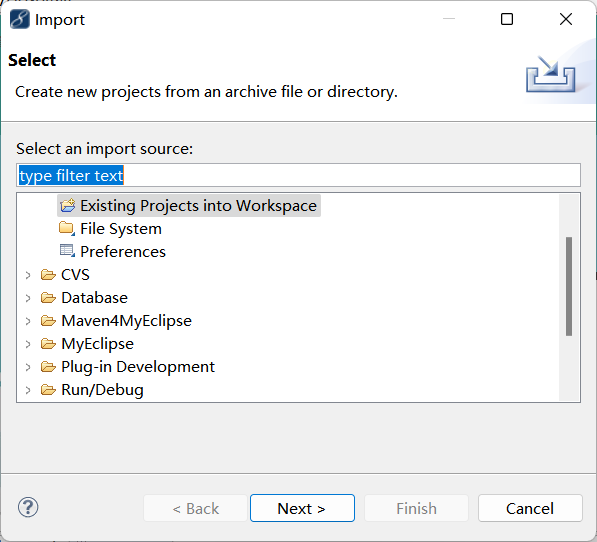 Import
Select
Create new projects from an archive file or directory.
Select an import source:
type filter text
Existing Projects into Workspace
File System
Preferences
CVS
Database
Maven4MyEclipse
MyEclipse
Plug-in Development
Run/Debug
< Back
Next >
Finish
Cancel